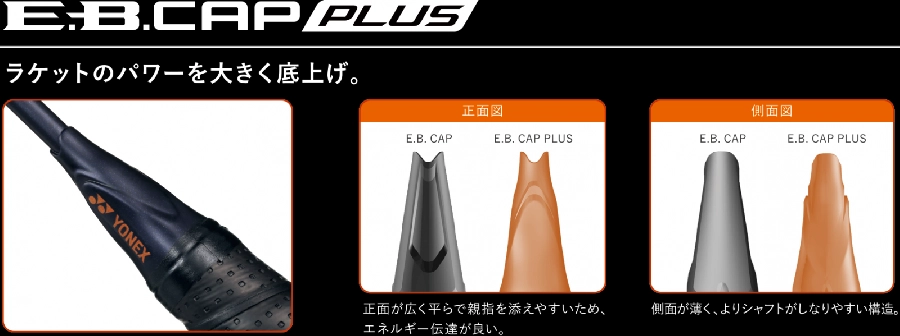 E.B.CAP PLUS
ラケットのパワーを大きく底上げ。
YONEX
正面図
E.B. CAP
E.B. CAP PLUS
正面が広く平らで親指を添えやすいため、
エネルギー伝達が良い。
側面図
E.B. CAP
E.B. CAP PLUS
側面が薄く、よりシャフトがしなりやすい構造。